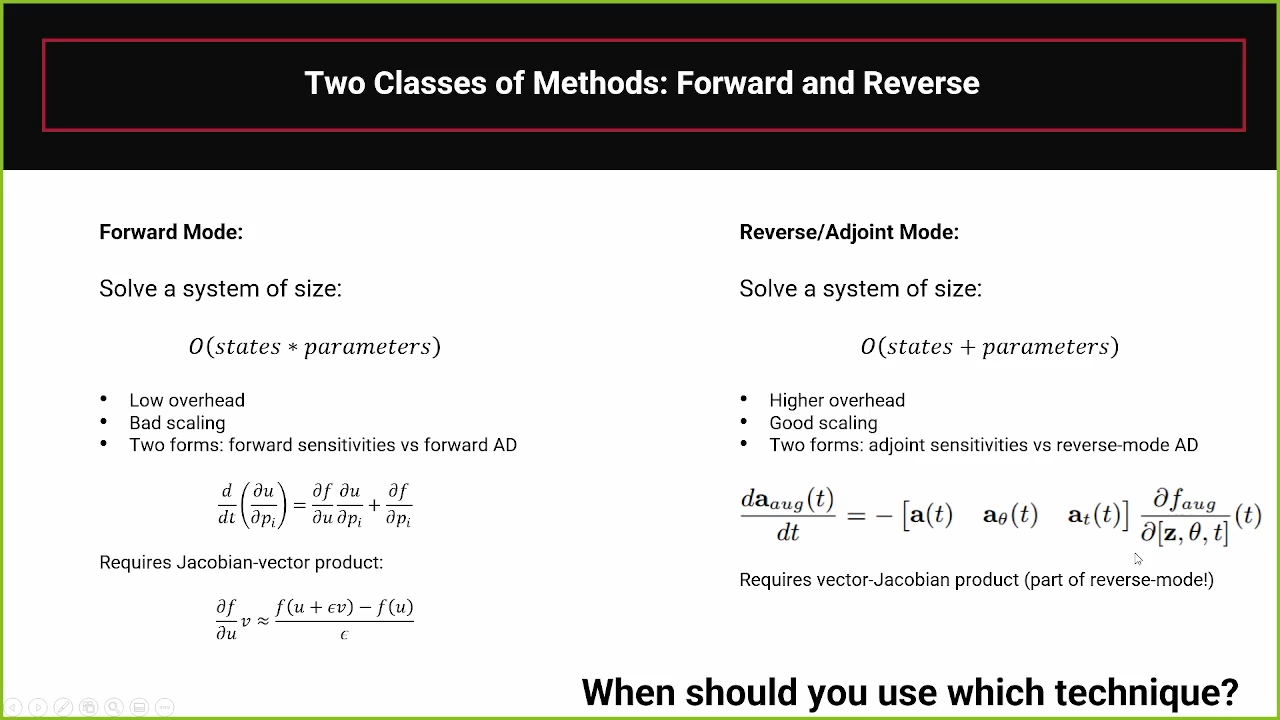 Two Classes of Methods: Forward and Reverse
Forward Mode:
Solve a system of size:
O(states ∗ parameters)
• Low overhead
• Bad scaling
• Two forms: forward sensitivities vs forward AD
d/dt (∂u/∂pᵢ) = ∂f/∂u ∂u/∂pᵢ + ∂f/∂pᵢ
Requires Jacobian-vector product:
∂f/∂u v ≈ (f(u + ϵv) − f(u))/ϵ
Reverse/Adjoint Mode:
Solve a system of size:
O(states + parameters)
• Higher overhead
• Good scaling
• Two forms: adjoint sensitivities vs reverse-mode AD
d𝐚_aug(t)/dt = − [𝐚(t) 𝐚_θ(t) 𝐚_t(t)] ∂f_aug/∂[𝐳, θ, t] (t)
Requires vector-Jacobian product (part of reverse-mode!)
When should you use which technique?